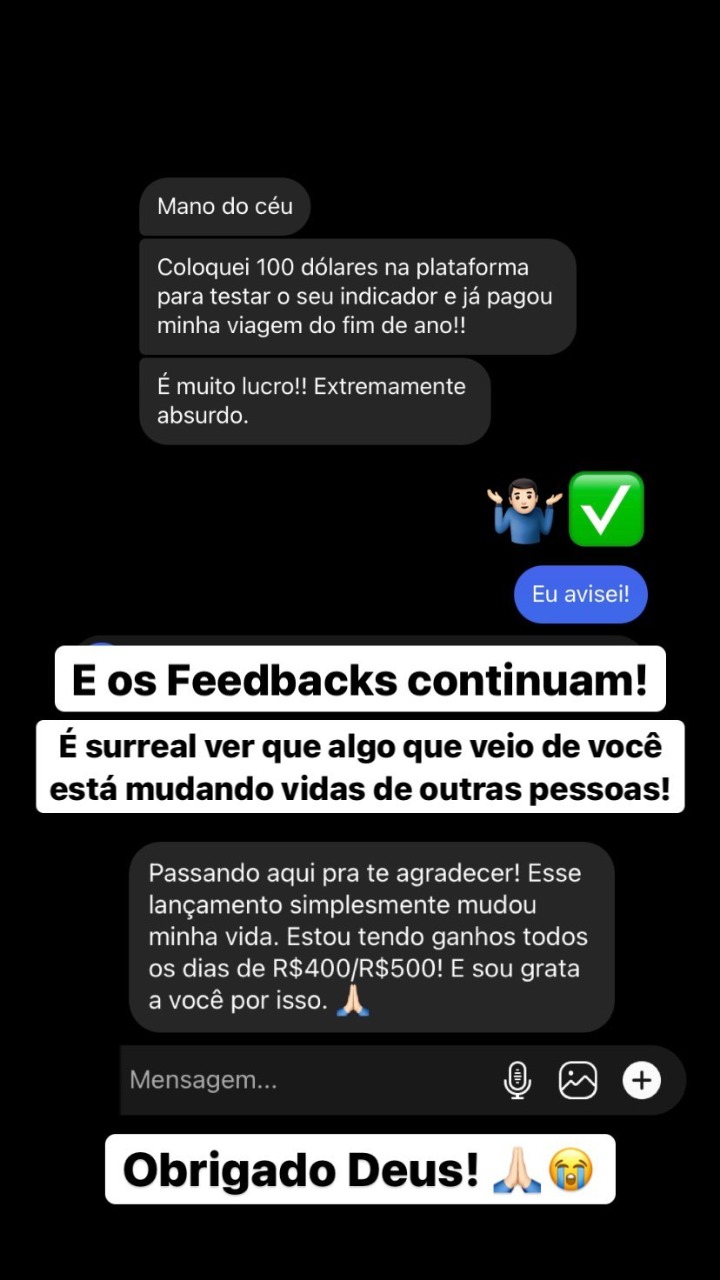 Mano do céu
Coloquei 100 dólares na plataforma
para testar o seu indicador e já pagou
minha viagem do fim de ano!!
É muito lucro!! Extremamente
absurdo.
Eu avisei!
E os Feedbacks continuam!
É surreal ver que algo que veio de você
está mudando vidas de outras pessoas!
Passando aqui pra te agradecer! Esse
lançamento simplesmente mudou
minha vida. Estou tendo ganhos todos
os dias de R$400/R$500! E sou grata
a você por isso. 🙏🏻
Mensagem...
Obrigado Deus! 🙏🏻😭